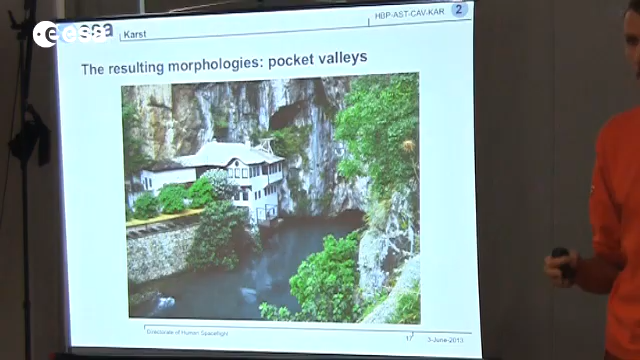 esa
Karst
HBP-AST-CAV-KAR
2
The resulting morphologies: pocket valleys
Directorate of Human Spaceflight
17
3-June-2013